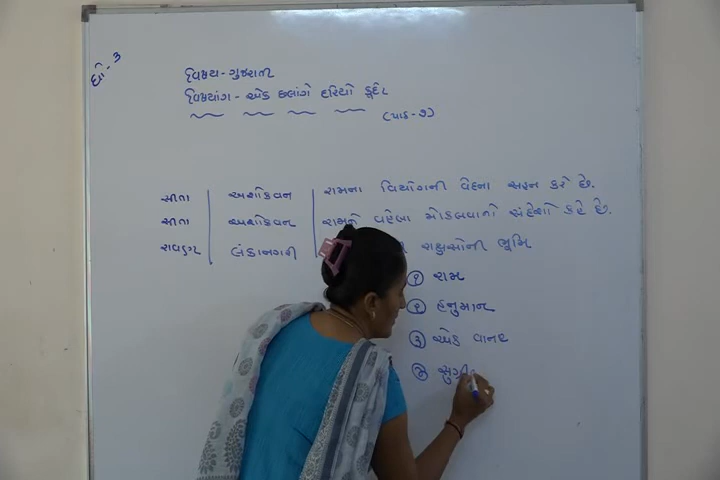 ધો- ૩
વિષય - ગુજરાતી
વિષયાંગ - એક છલાંગે દરિયો કૂદે
(પાઠ-૭)
સીતા અશોકવન રામના વિયોગની વેદના સહન કરે છે.
સીતા અશોકવન રામને વહેલા મોકલવાનો સંદેશો કહે છે.
રાવણ લંકાનગરી રાક્ષસોની ભૂમિ
૧ રામ
૨ હનુમાન
૩ એક વાનર
૪ સુગ્રી